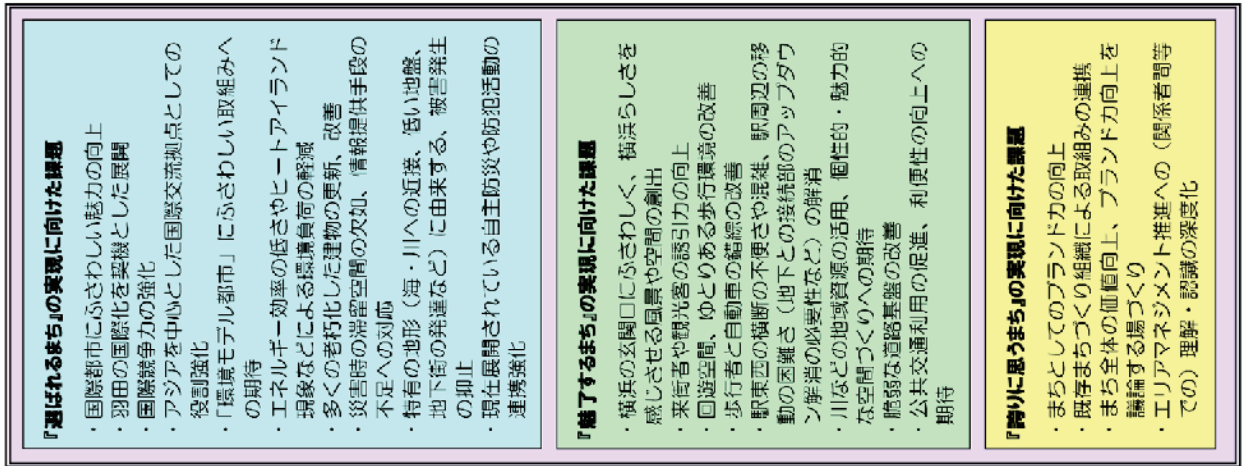 『選ばれるまち』の実現に向けた課題
・国際都市にふさわしい魅力の向上
・羽田の国際化を契機とした展開
・国際競争力の強化
・アジアを中心とした国際交流拠点としての
役割強化
・「環境モデル都市」にふさわしい取組みへ
の期待
・エネルギー効率の低さやヒートアイランド
現象などによる環境負荷の軽減
・多くの老朽化した建物の更新、改善
・災害時の滞留空間の欠如、情報提供手段の
不足への対応
・特有の地形（海・川への近接、低い地盤、
地下街の発達など）に由来する、被害発生
の抑止
・現在展開されている自主防災や防犯活動の
連携強化
『魅了するまち』の実現に向けた課題
・横浜の玄関口にふさわしく、横浜らしさを
感じさせる風景や空間の創出
・来街者や観光客の誘引力の向上
・回遊空間、ゆとりある歩行環境の改善
・歩行者と自動車の錯綜の改善
・駅東西の横断の不便さや混雑、駅周辺の移
動の困難さ（地下との接続部のアップダウ
ン解消の必要性など）の解消
・川などの地域資源の活用、個性的・魅力的
な空間づくりへの期待
・脆弱な道路基盤の改善
・公共交通利用の促進、利便性の向上への
期待
『誇りに思うまち』の実現に向けた課題
・まちとしてのブランド力の向上
・既存まちづくり組織による取組みの連携
・まち全体の価値向上、ブランド力向上を
議論する場づくり
・エリアマネジメント推進への（関係者間等
での）理解・認識の深度化